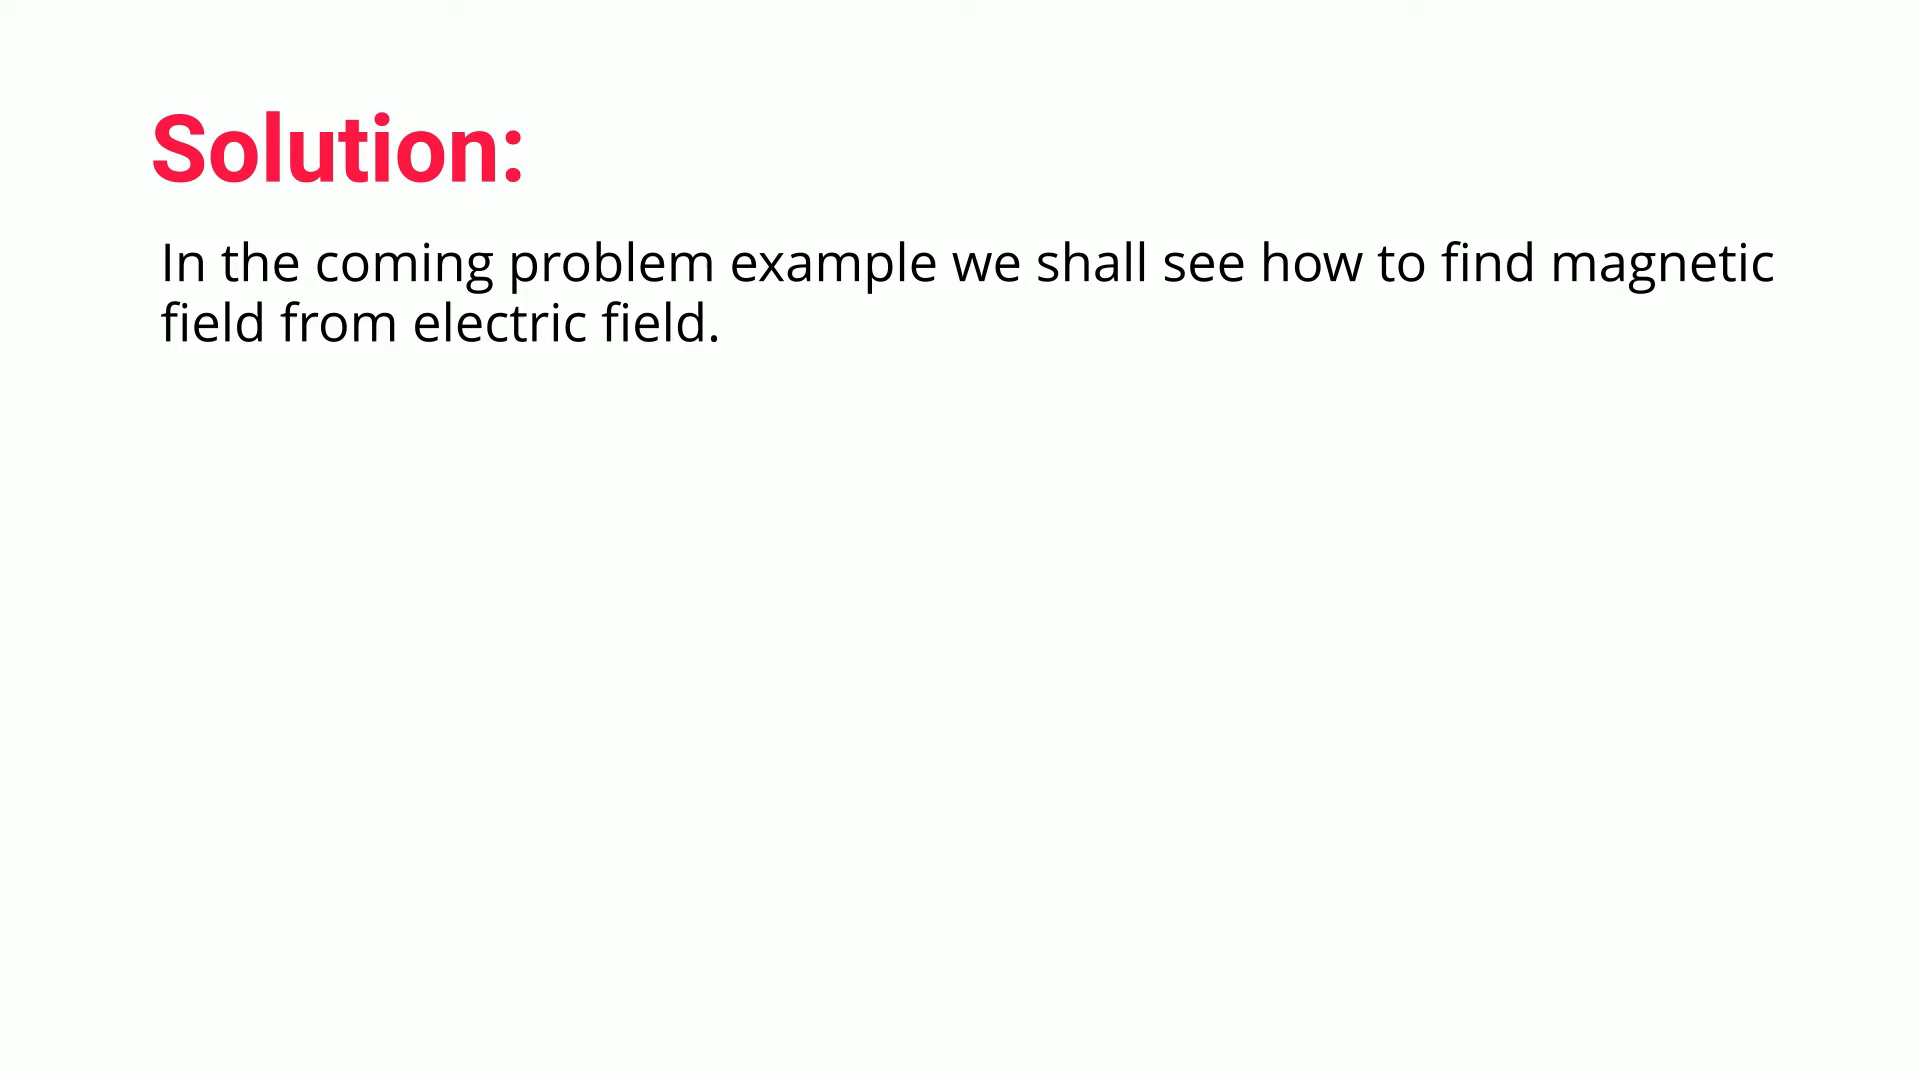 Solution:
In the coming problem example we shall see how to find magnetic
field from electric field.